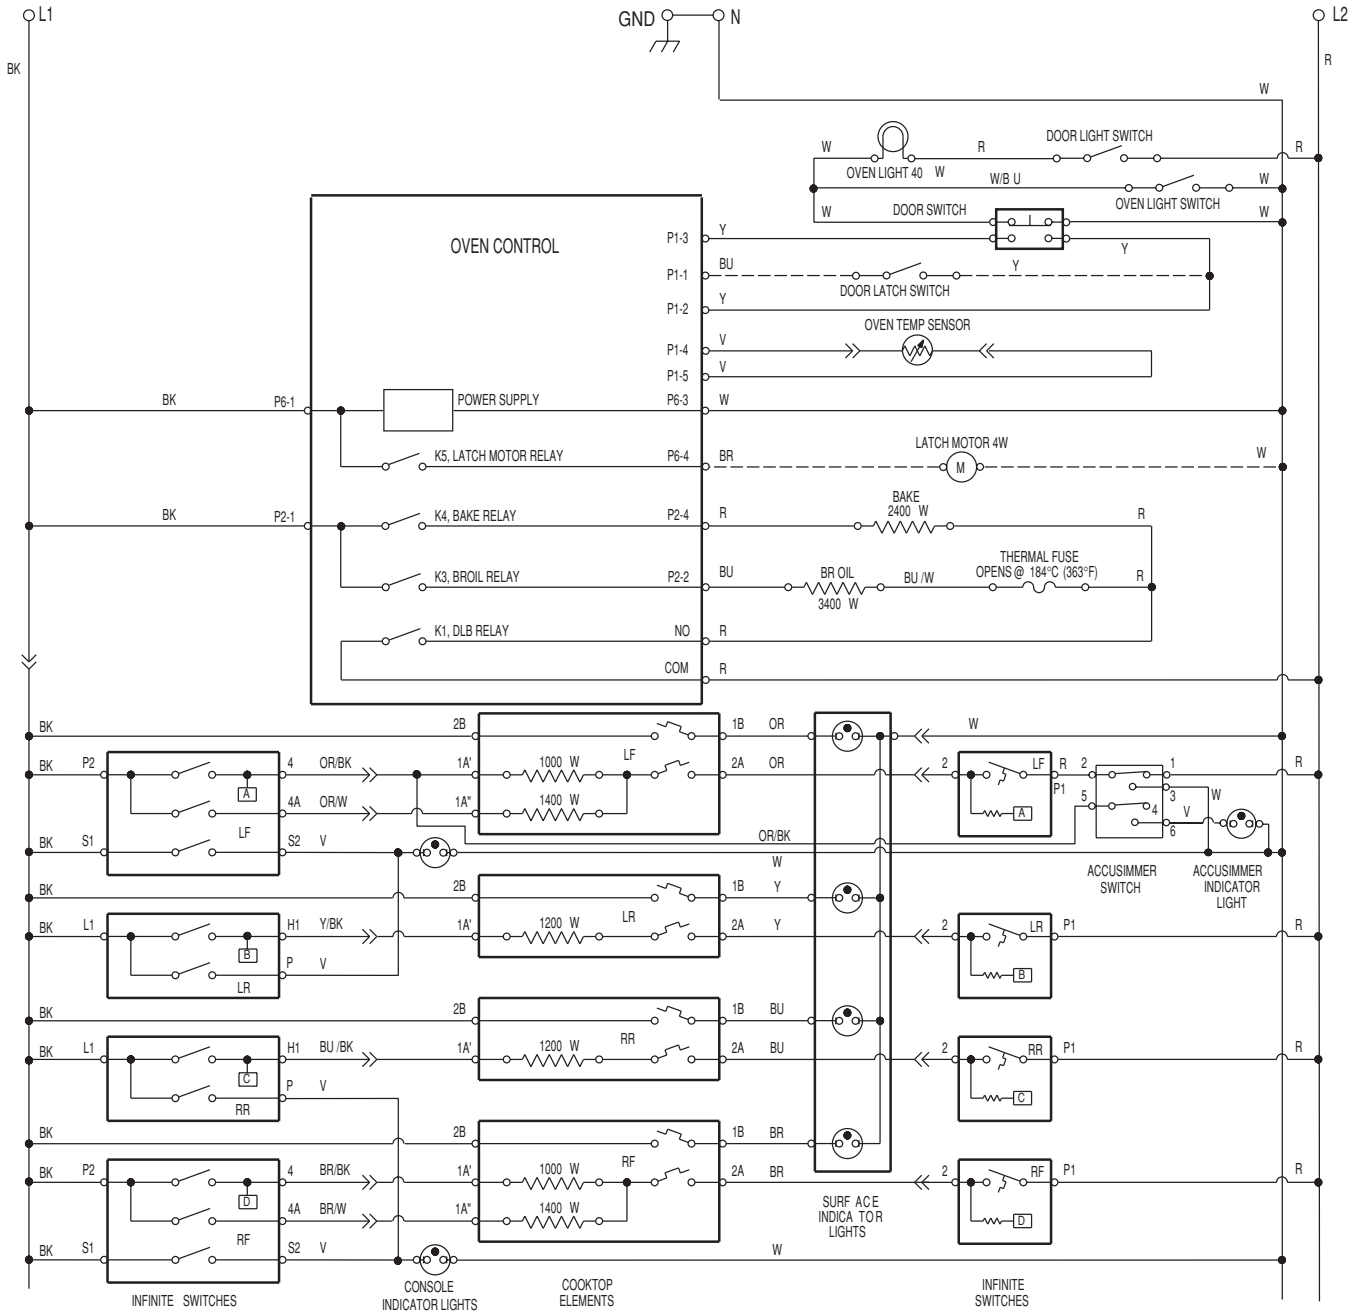 L1
GND
N
L2
BK
R
W
W
OVEN LIGHT 40 W
R
DOOR LIGHT SWITCH
R
W/B U
OVEN LIGHT SWITCH
W
W
DOOR SWITCH
W
OVEN CONTROL
P1-3
Y
Y
P1-1
BU
DOOR LATCH SWITCH
Y
P1-2
Y
OVEN TEMP SENSOR
P1-4
V
P1-5
V
BK
P6-1
POWER SUPPLY
P6-3
W
K5, LATCH MOTOR RELAY
P6-4
BR
LATCH MOTOR 4W
M
W
BK
P2-1
K4, BAKE RELAY
P2-4
R
BAKE
2400 W
R
K3, BROIL RELAY
P2-2
BU
BR OIL
3400 W
BU /W
THERMAL FUSE
OPENS @ 184°C (363°F)
R
K1, DLB RELAY
NO
R
COM
R
BK
2B
1B
OR
W
BK
P2
4
OR/BK
1A'
1000 W
LF
2A
OR
2
LF
R
P1
2
1
R
A
4A
OR/W
1A"
1400 W
A
5
3
4
W
V
6
LF
BK
S1
S2
V
OR/BK
W
ACCUSIMMER
SWITCH
ACCUSIMMER
INDICATOR
LIGHT
BK
2B
1B
Y
BK
L1
H1
Y/BK
1A'
1200 W
LR
2A
Y
2
LR
P1
R
B
P
V
B
LR
BK
2B
1B
BU
BK
L1
H1
BU /BK
1A'
1200 W
RR
2A
BU
2
RR
P1
R
C
P
V
C
RR
BK
2B
1B
BR
BK
P2
4
BR/BK
1A'
1000 W
RF
2A
BR
2
RF
P1
R
D
4A
BR/W
1A"
1400 W
D
RF
SURF AC E
INDICA TO R
LIGHTS
BK
S1
S2
V
W
INFINITE SWITCHES
CONSOLE
INDICATOR LIGHTS
COOKTOP
ELEMENTS
INFINITE
SWITCHES